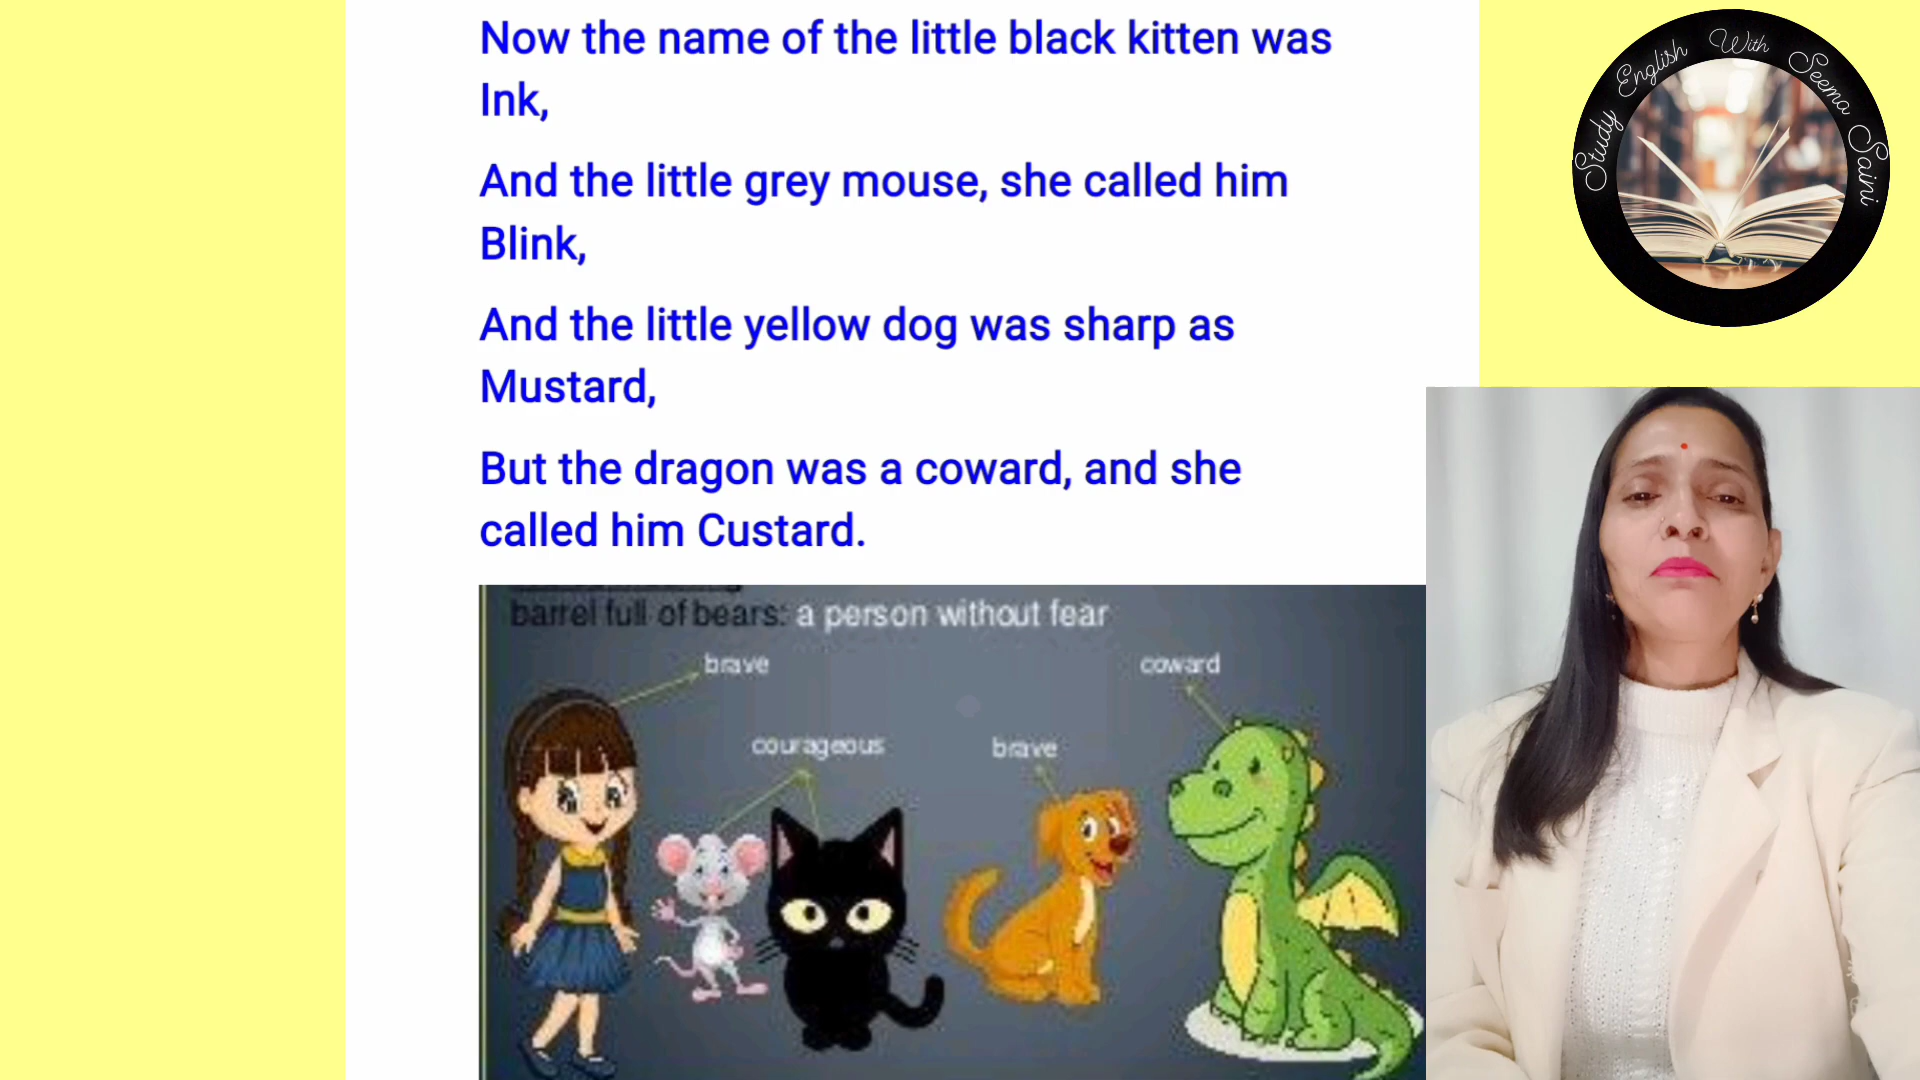 Now the name of the little black kitten was
Ink,
And the little grey mouse, she called him
Blink,
And the little yellow dog was sharp as
Mustard,
But the dragon was a coward, and she
called him Custard.
Study English With Seema Saini
barrel full of bears: a person without fear
brave
coward
courageous
brave